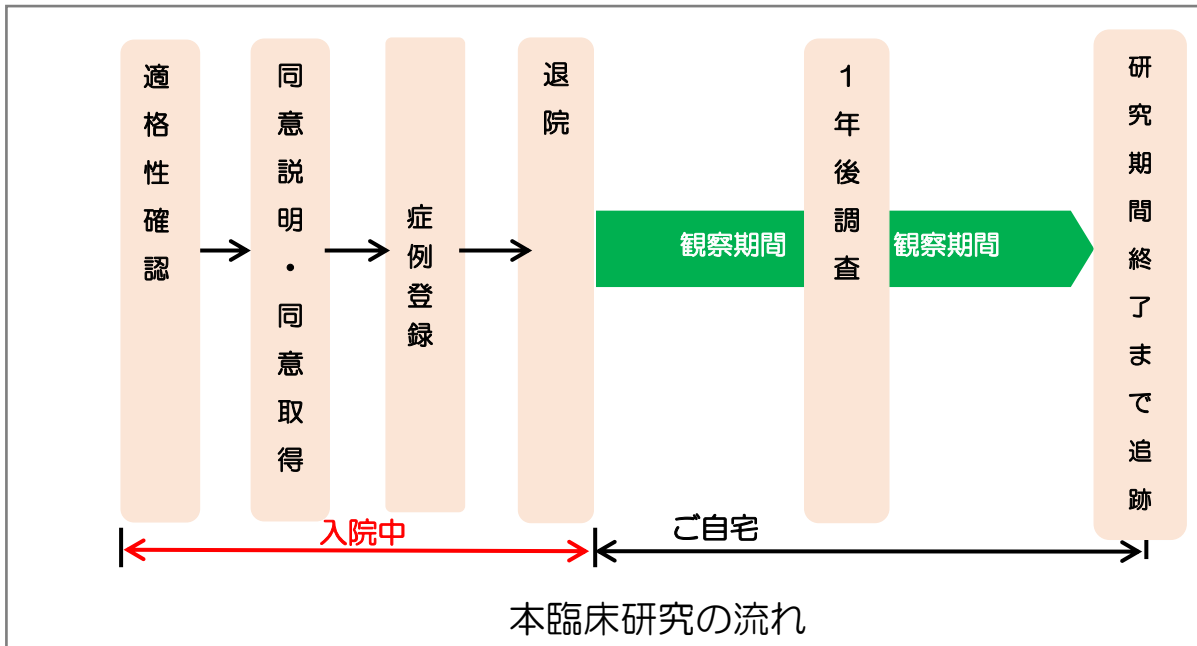 適格性確認
同意説明・同意取得
症例登録
退院
観察期間
1年後調査
観察期間
研究期間終了まで追跡
入院中
ご自宅
本臨床研究の流れ